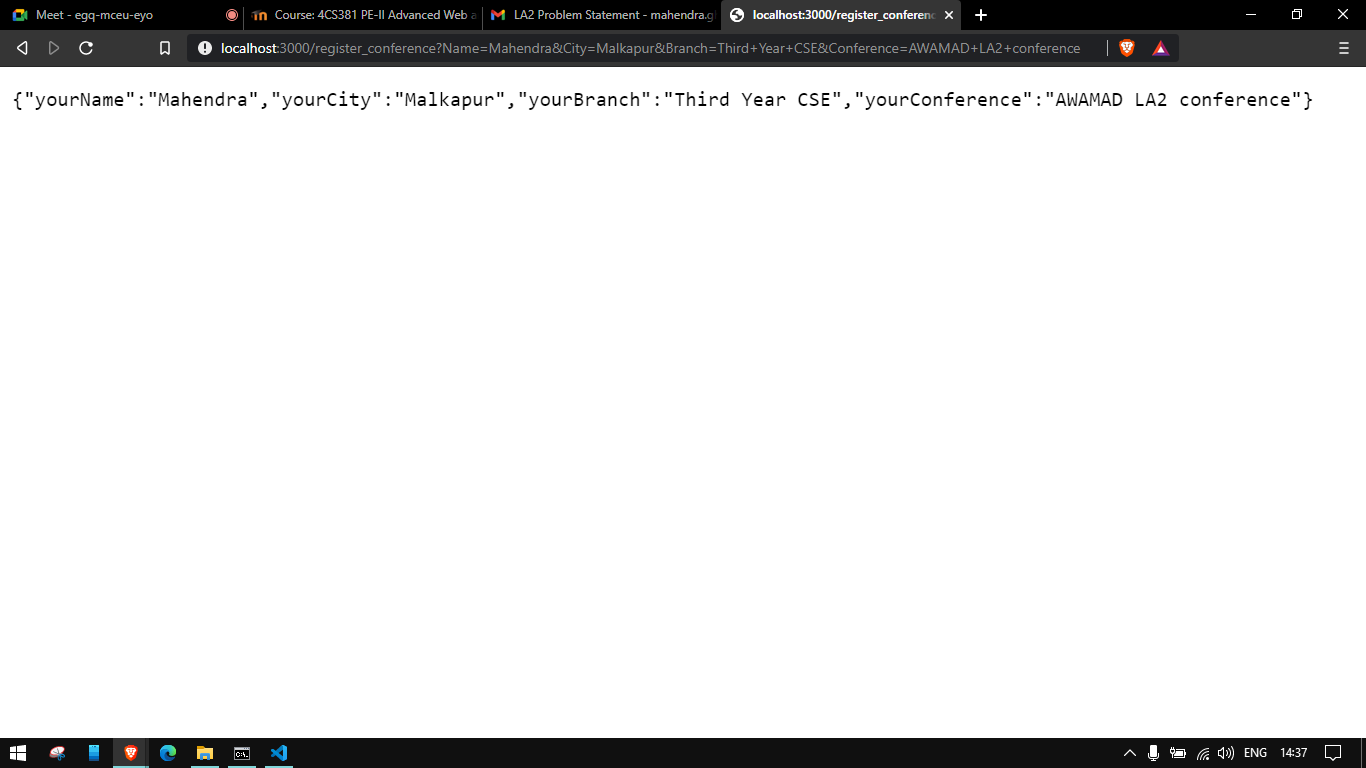 Meet - egq-mceu-eyo
Course: 4CS381 PE-II Advanced Web a
LA2 Problem Statement - mahendra.g
localhost:3000/register_conferenc
localhost:3000/register_conference?Name=Mahendra&City=Malkapur&Branch=Third+Year+CSE&Conference=AWAMAD+LA2+conference
{"yourName":"Mahendra","yourCity":"Malkapur","yourBranch":"Third Year CSE","yourConference":"AWAMAD LA2 conference"}
ENG
14:37